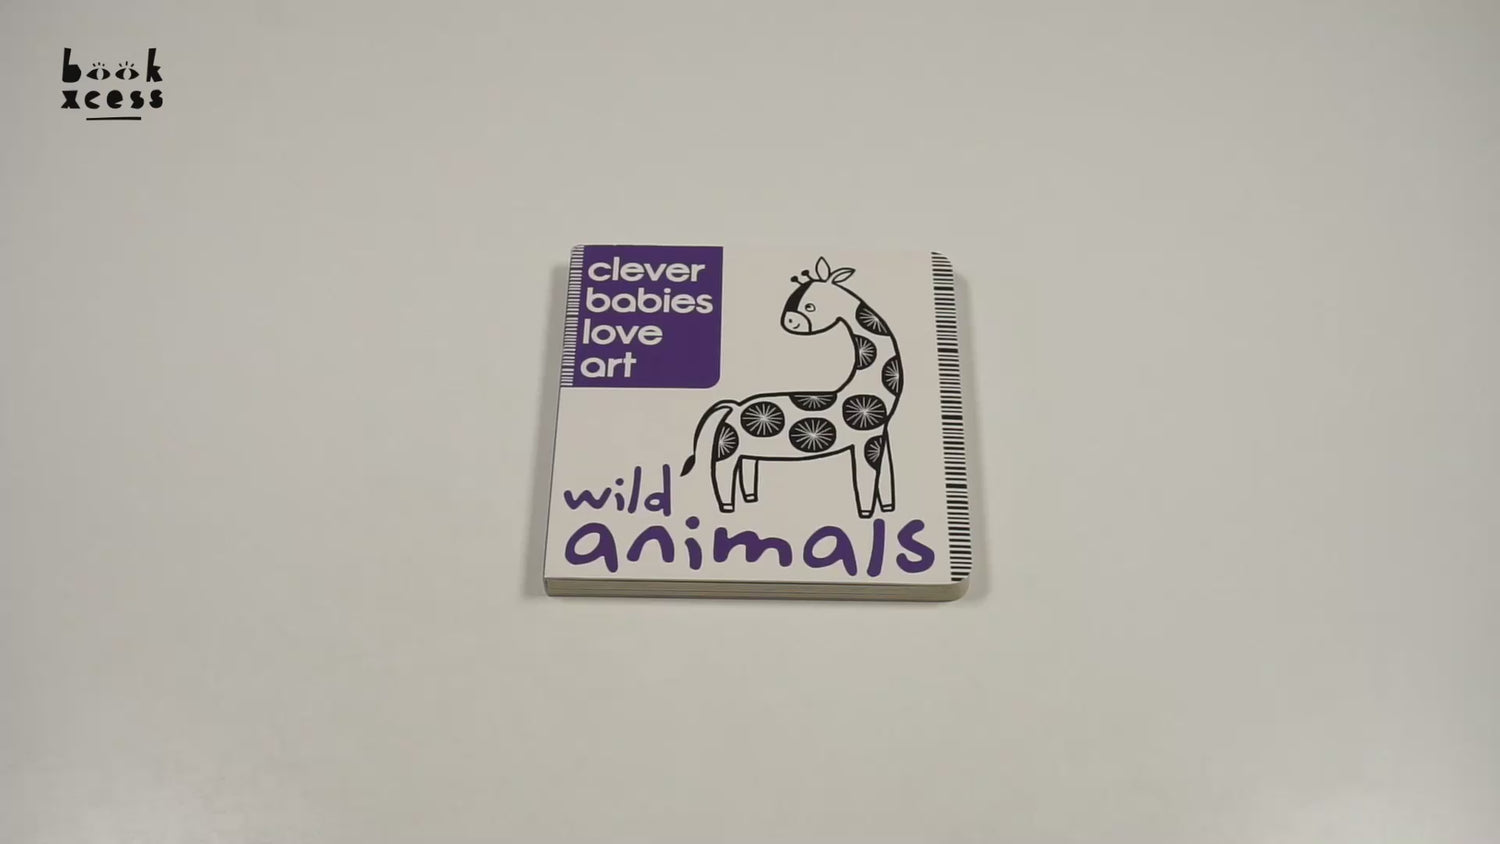 book
xcess
clever
babies
love
art
wild
animals